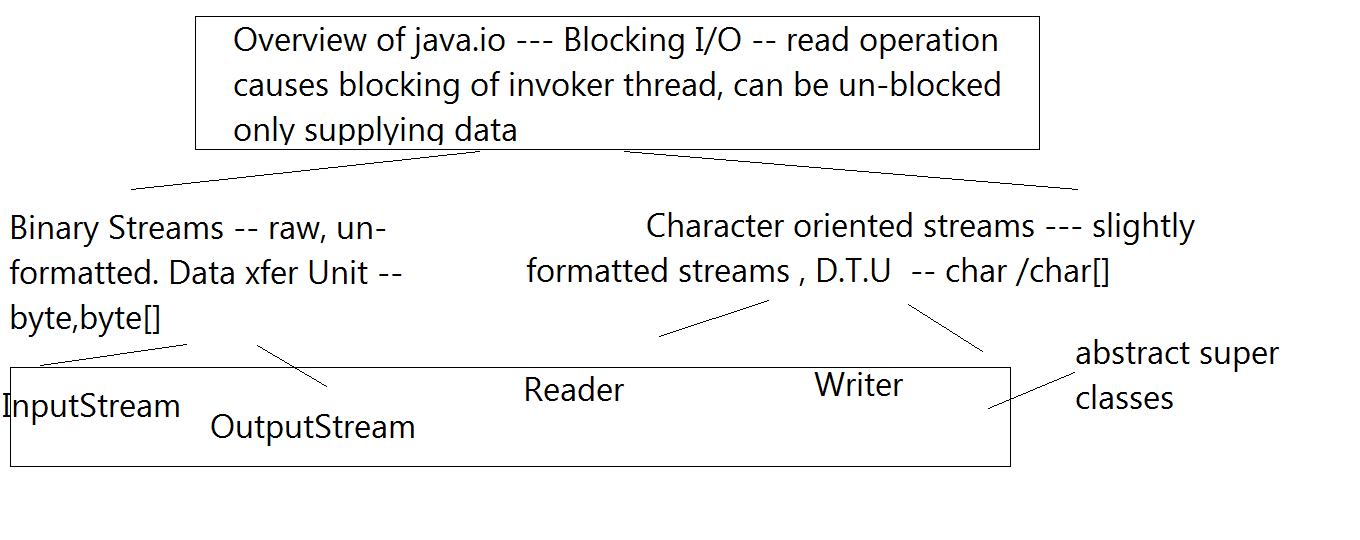 Overview of java.io --- Blocking I/O -- read operation
causes blocking of invoker thread, can be un-blocked
only supplying data
Binary Streams -- raw, un-
formatted. Data xfer Unit --
byte,byte[]
Character oriented streams --- slightly
formatted streams , D.T.U -- char /char[]
abstract super
classes
InputStream
OutputStream
Reader
Writer